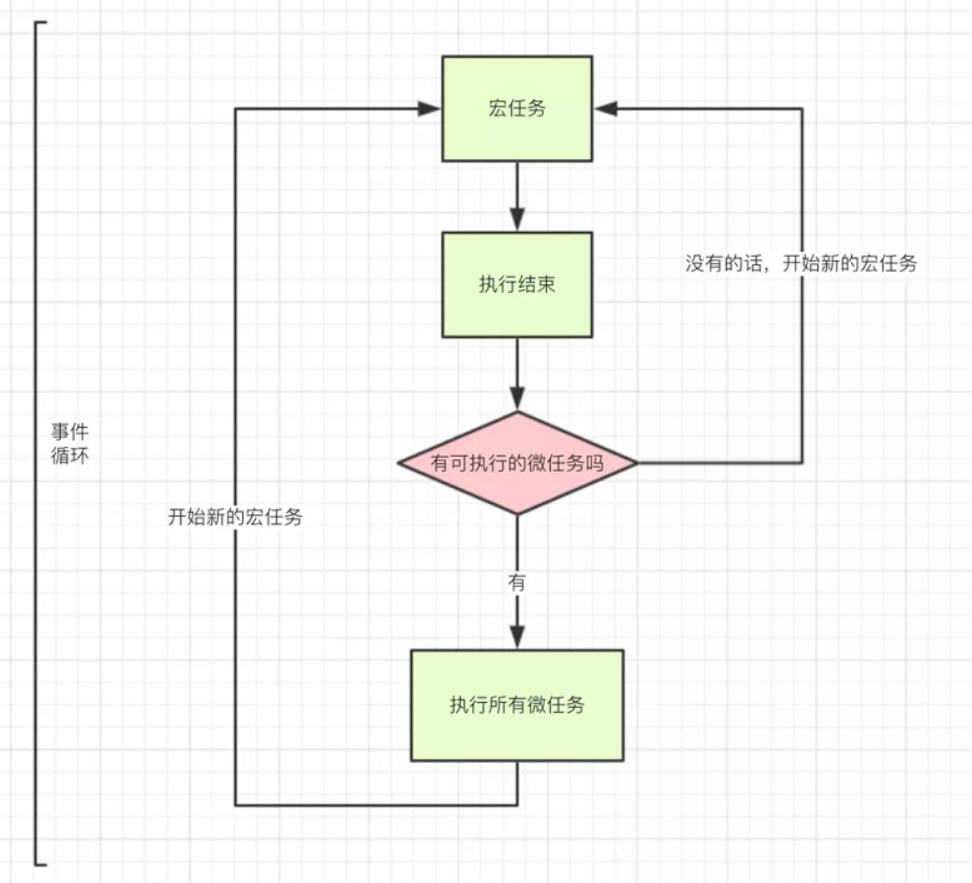 宏任务
执行结束
没有的话，开始新的宏任务
事件
循环
有可执行的微任务吗
开始新的宏任务
有
执行所有微任务